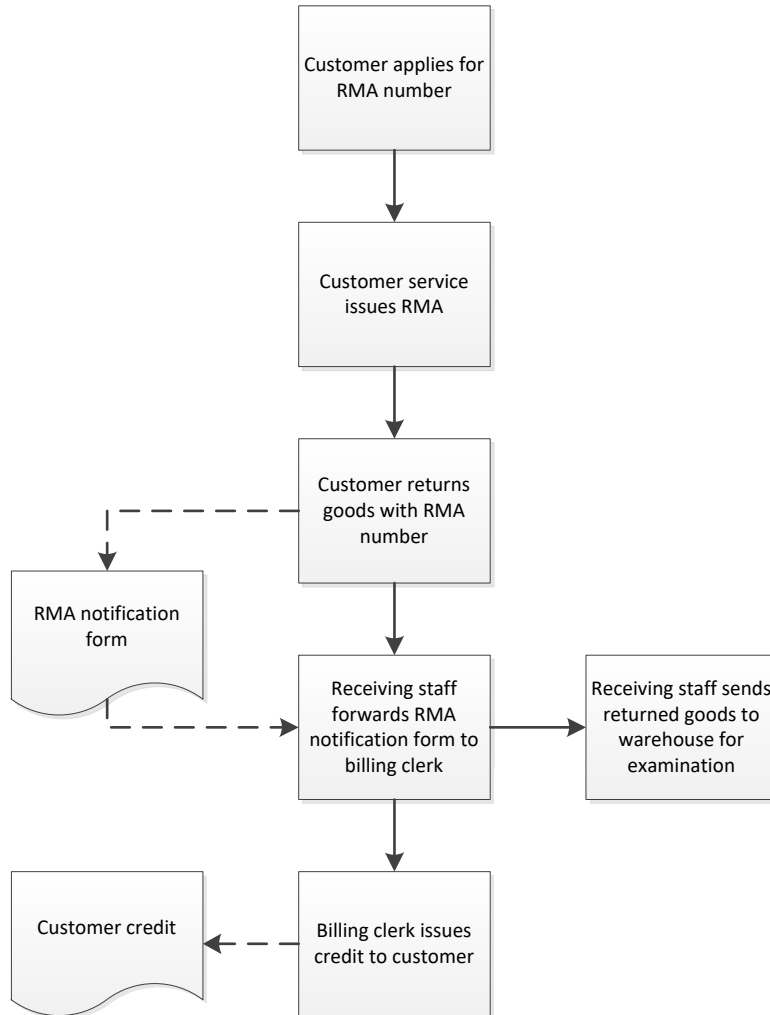 Customer applies for
RMA number
Customer service
issues RMA
Customer returns
goods with RMA
number
RMA notification
form
Receiving staff
forwards RMA
notification form to
billing clerk
Receiving staff sends
returned goods to
warehouse for
examination
Customer credit
Billing clerk issues
credit to customer